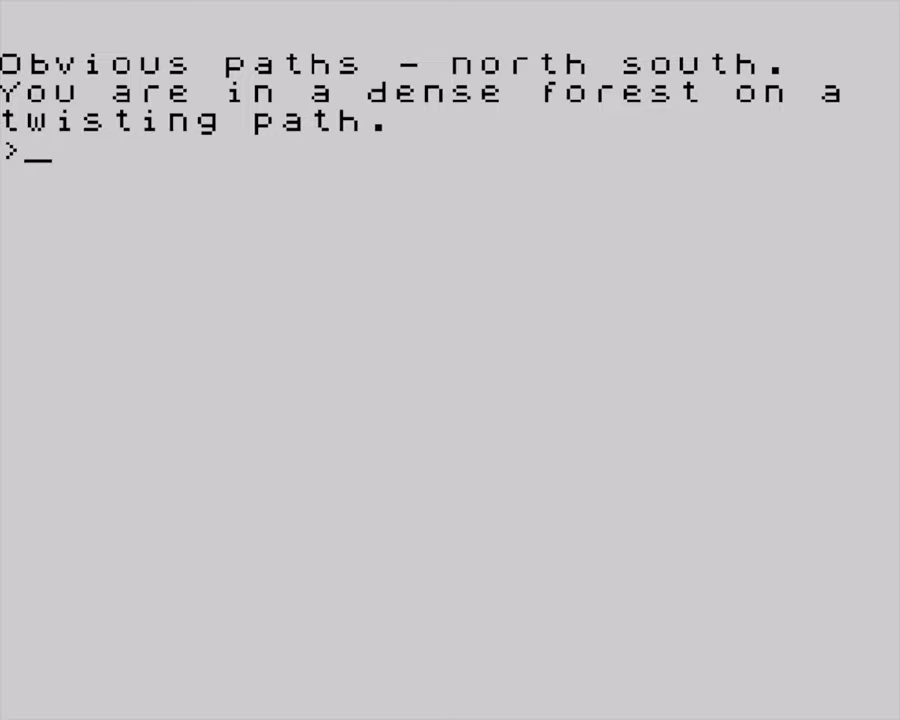 Obvious paths - north south.
You are in a dense forest on a
twisting path.
>_